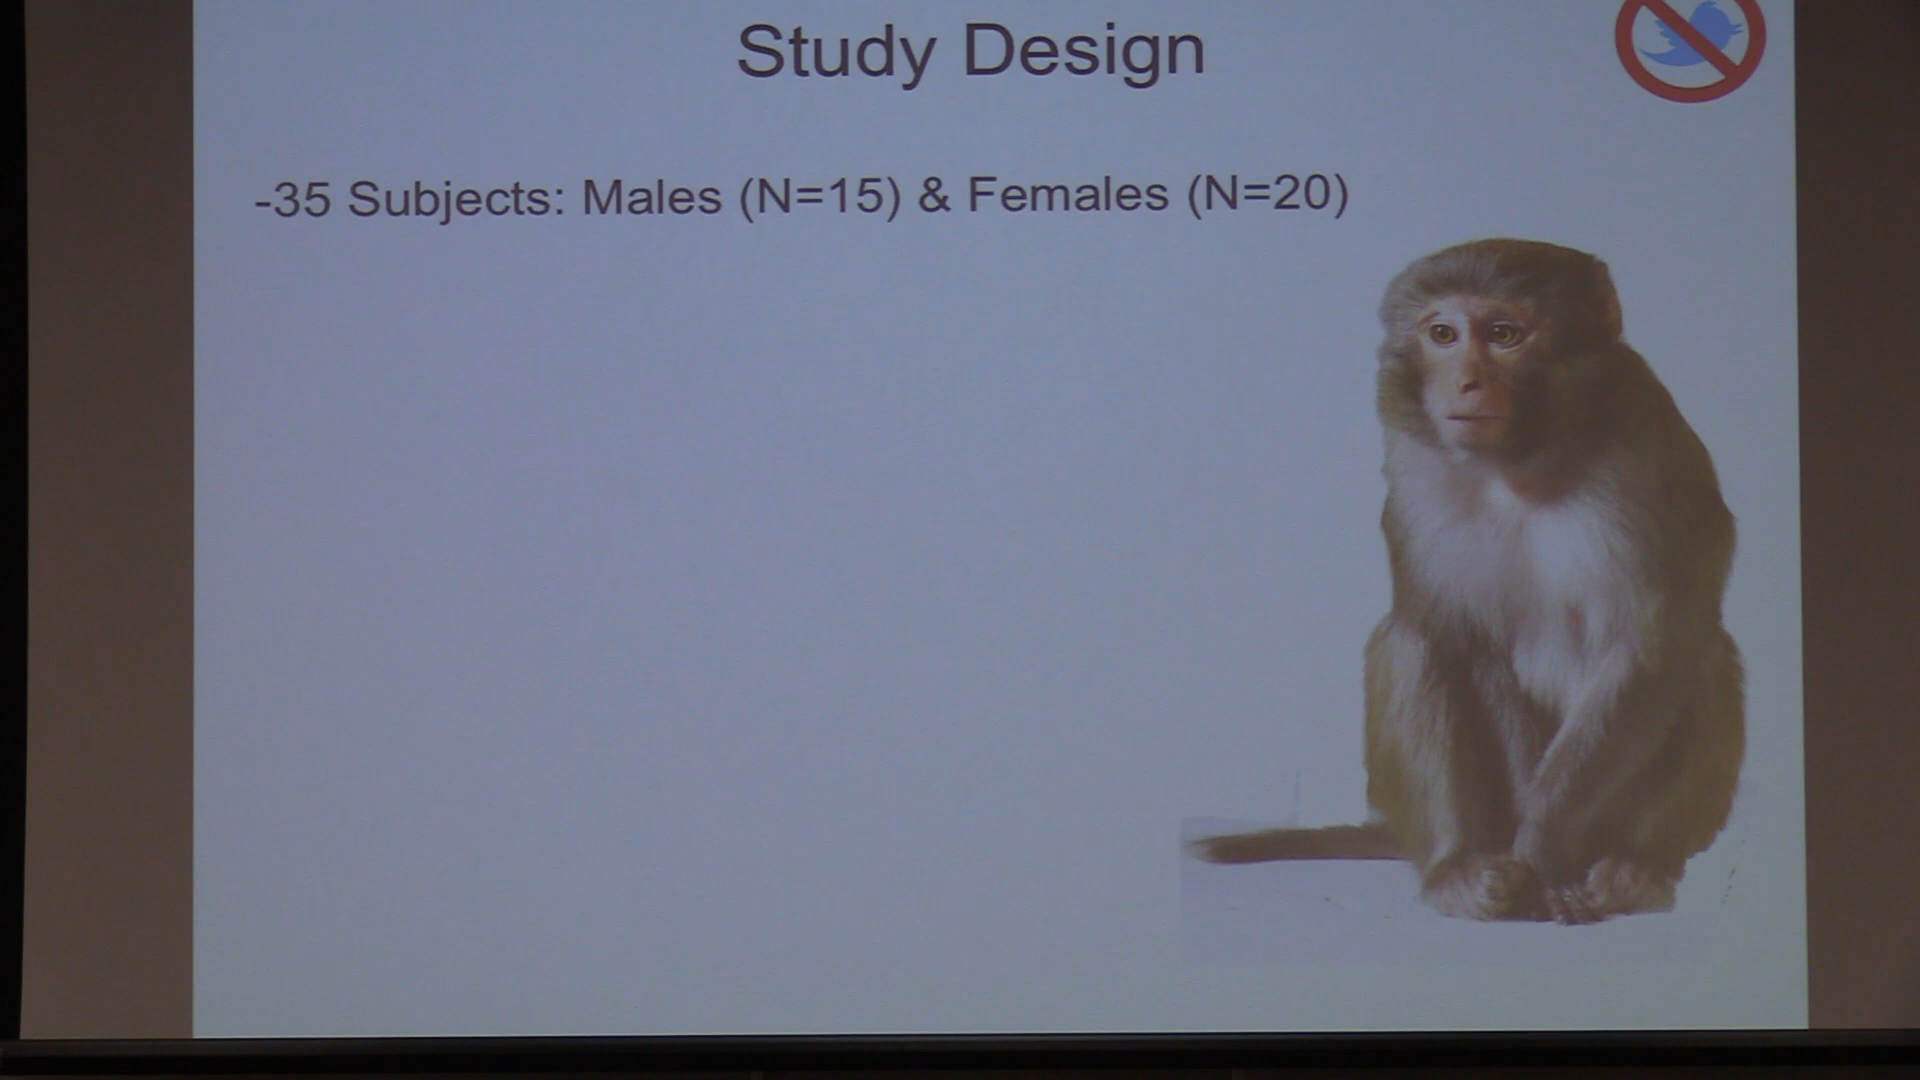 Study Design
-35 Subjects: Males (N=15) & Females (N=20)